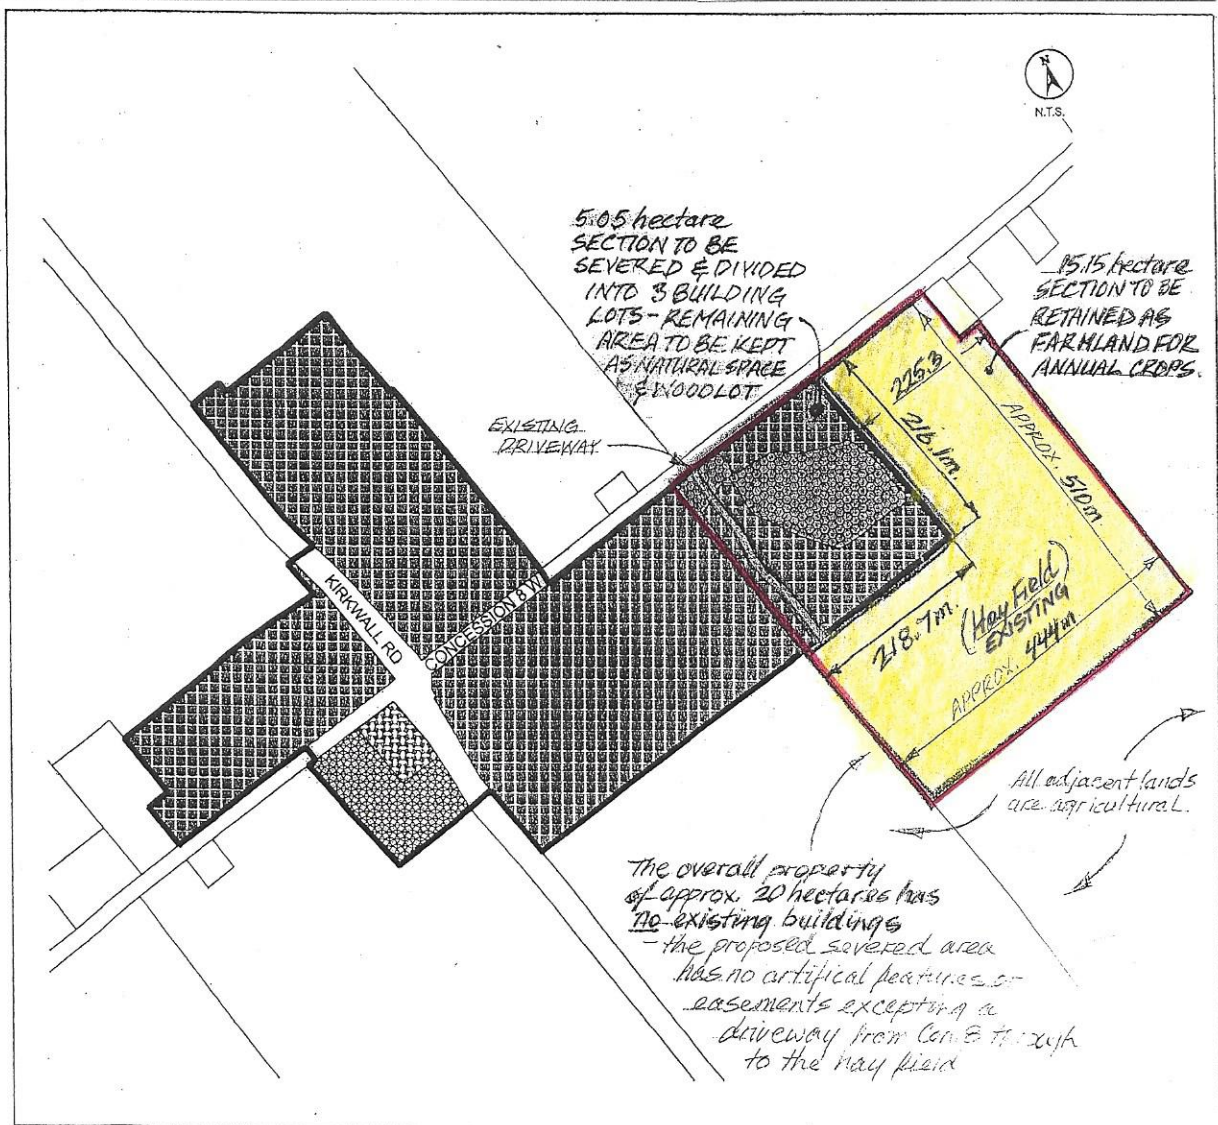 N
N.T.S.
5.05 hectare
SECTION TO BE
SEVERED & DIVIDED
INTO 3 BUILDING
LOTS - REMAINING
AREA TO BE KEPT
AS NATURAL SPACE
& WOODLOT
15.15 hectare
SECTION TO BE
RETAINED AS
FARMLAND FOR
ANNUAL CROPS.
EXISTING
DRIVEWAY
225.3
216.1m.
APPROX. 510m.
218.7m.
(Hay Field)
EXISTING
APPROX. 444m
KIRKWALL RD
CONCESSION 8 W
All adjacent lands
are agricultural.
The overall property
of approx. 20 hectares has
no existing buildings
- the proposed severed area
has no artifical features or
easements excepting a
driveway from Con. 8 through
to the hay field